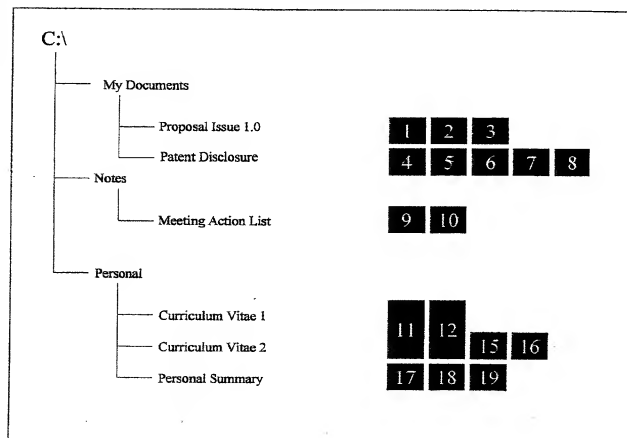 C:\
My Documents
Proposal Issue 1.0 1 2 3
Patent Disclosure 4 5 6 7 8
Notes
Meeting Action List 9 10
Personal
Curriculum Vitae 1 11 12
Curriculum Vitae 2 15 16
Personal Summary 17 18 19